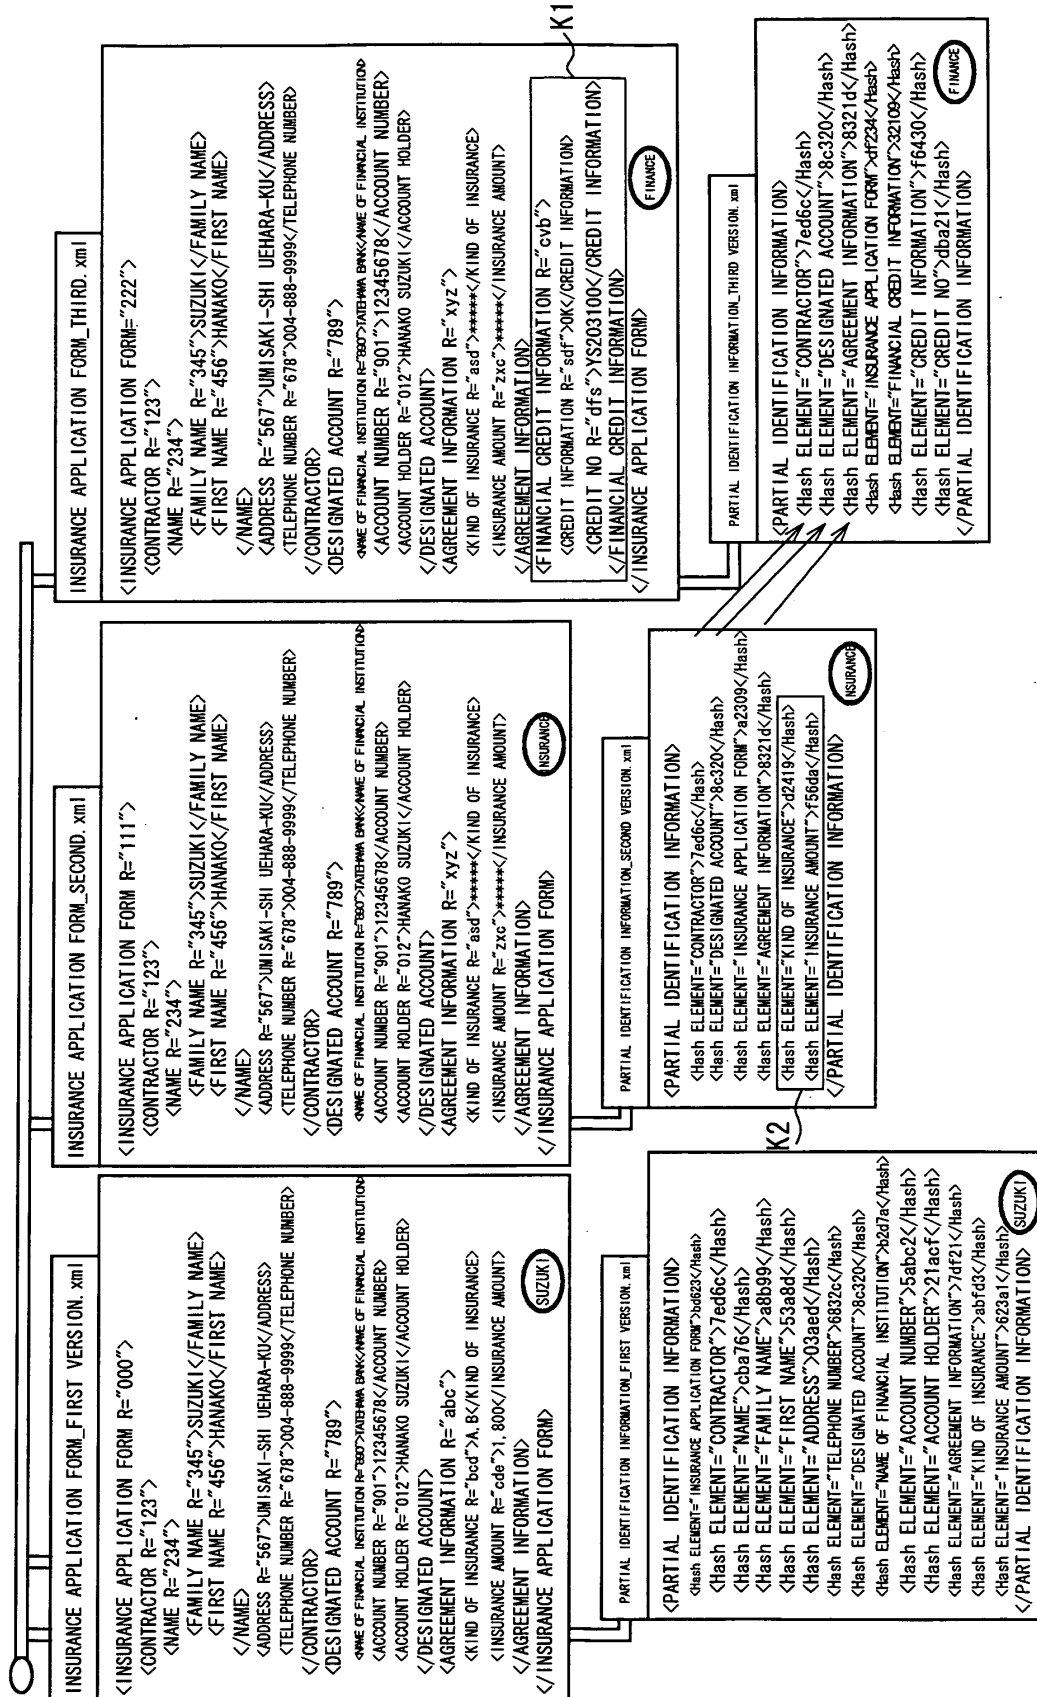 INSURANCE APPLICATION FORM_FIRST VERSION. xml
<INSURANCE APPLICATION FORM R="000">
<CONTRACTOR R="123">
<NAME R="234">
<FAMILY NAME R="345">SUZUKI</FAMILY NAME>
<FIRST NAME R="456">HANAKO</FIRST NAME>
</NAME>
<ADDRESS R="567">UMISAKI-SHI UEHARA-KU</ADDRESS>
<TELEPHONE NUMBER R="678">004-888-9999</TELEPHONE NUMBER>
</CONTRACTOR>
<DESIGNATED ACCOUNT R="789">
<NAME OF FINANCIAL INSTITUTION R="890">TATEHAMA BANK</NAME OF FINANCIAL INSTITUTION>
<ACCOUNT NUMBER R="901">12345678</ACCOUNT NUMBER>
<ACCOUNT HOLDER R="012">HANAKO SUZUKI</ACCOUNT HOLDER>
</DESIGNATED ACCOUNT>
<AGREEMENT INFORMATION R="abc">
<KIND OF INSURANCE R="bcd">A, B</KIND OF INSURANCE>
<INSURANCE AMOUNT R="cde">1, 800</INSURANCE AMOUNT>
</AGREEMENT INFORMATION>
</INSURANCE APPLICATION FORM>
SUZUKI
PARTIAL IDENTIFICATION INFORMATION_FIRST VERSION. xml
<PARTIAL IDENTIFICATION INFORMATION>
<Hash ELEMENT="INSURANCE APPLICATION FORM">bd623</Hash>
<Hash ELEMENT="CONTRACTOR">7ed6c</Hash>
<Hash ELEMENT="NAME">cba76</Hash>
<Hash ELEMENT="FAMILY NAME">a6b99</Hash>
<Hash ELEMENT="FIRST NAME">53a8d</Hash>
<Hash ELEMENT="ADDRESS">03aed</Hash>
<Hash ELEMENT="TELEPHONE NUMBER">6832c</Hash>
<Hash ELEMENT="DESIGNATED ACCOUNT">8c320</Hash>
<Hash ELEMENT="NAME OF FINANCIAL INSTITUTION">b2d7a</Hash>
<Hash ELEMENT="ACCOUNT NUMBER">5abc2</Hash>
<Hash ELEMENT="ACCOUNT HOLDER">21acf</Hash>
<Hash ELEMENT="AGREEMENT INFORMATION">7df21</Hash>
<Hash ELEMENT="KIND OF INSURANCE">abfd3</Hash>
<Hash ELEMENT="INSURANCE AMOUNT">623a1</Hash>
</PARTIAL IDENTIFICATION INFORMATION>
SUZUKI
INSURANCE APPLICATION FORM_SECOND. xml
<INSURANCE APPLICATION FORM R="111">
<CONTRACTOR R="123">
<NAME R="234">
<FAMILY NAME R="345">SUZUKI</FAMILY NAME>
<FIRST NAME R="456">HANAKO</FIRST NAME>
</NAME>
<ADDRESS R="567">UMISAKI-SHI UEHARA-KU</ADDRESS>
<TELEPHONE NUMBER R="678">004-888-9999</TELEPHONE NUMBER>
</CONTRACTOR>
<DESIGNATED ACCOUNT R="789">
<NAME OF FINANCIAL INSTITUTION R="890">TATEHAMA BANK</NAME OF FINANCIAL INSTITUTION>
<ACCOUNT NUMBER R="901">12345678</ACCOUNT NUMBER>
<ACCOUNT HOLDER R="012">HANAKO SUZUKI</ACCOUNT HOLDER>
</DESIGNATED ACCOUNT>
<AGREEMENT INFORMATION R="xyz">
<KIND OF INSURANCE R="asd">*****</KIND OF INSURANCE>
<INSURANCE AMOUNT R="zxc">*****</INSURANCE AMOUNT>
</AGREEMENT INFORMATION>
</INSURANCE APPLICATION FORM>
INSURANCE
PARTIAL IDENTIFICATION INFORMATION_SECOND VERSION. xml
<PARTIAL IDENTIFICATION INFORMATION>
<Hash ELEMENT="CONTRACTOR">7ed6c</Hash>
<Hash ELEMENT="DESIGNATED ACCOUNT">8c320</Hash>
<Hash ELEMENT="INSURANCE APPLICATION FORM">a2309</Hash>
<Hash ELEMENT="AGREEMENT INFORMATION">8321d</Hash>
<Hash ELEMENT="KIND OF INSURANCE">d2419</Hash>
<Hash ELEMENT="INSURANCE AMOUNT">f56da</Hash>
</PARTIAL IDENTIFICATION INFORMATION>
K2
NSURANCE
INSURANCE APPLICATION FORM_THIRD. xml
<INSURANCE APPLICATION FORM="222">
<CONTRACTOR R="123">
<NAME R="234">
<FAMILY NAME R="345">SUZUKI</FAMILY NAME>
<FIRST NAME R="456">HANAKO</FIRST NAME>
</NAME>
<ADDRESS R="567">UMISAKI-SHI UEHARA-KU</ADDRESS>
<TELEPHONE NUMBER R="678">004-888-9999</TELEPHONE NUMBER>
</CONTRACTOR>
<DESIGNATED ACCOUNT R="789">
<NAME OF FINANCIAL INSTITUTION R="890">TATEHAMA BANK</NAME OF FINANCIAL INSTITUTION>
<ACCOUNT NUMBER R="901">12345678</ACCOUNT NUMBER>
<ACCOUNT HOLDER R="012">HANAKO SUZUKI</ACCOUNT HOLDER>
</DESIGNATED ACCOUNT>
<AGREEMENT INFORMATION R="xyz">
<KIND OF INSURANCE R="asd">*****</KIND OF INSURANCE>
<INSURANCE AMOUNT R="zxc">*****</INSURANCE AMOUNT>
</AGREEMENT INFORMATION>
<FINANCIAL CREDIT INFORMATION R="cvb">
<CREDIT INFORMATION R="sdf">OK</CREDIT INFORMATION>
<CREDIT NO R="dfs">YS203100</CREDIT INFORMATION>
</FINANCIAL CREDIT INFORMATION>
</INSURANCE APPLICATION FORM>
K1
FINANCE
PARTIAL IDENTIFICATION INFORMATION_THIRD VERSION. xml
<PARTIAL IDENTIFICATION INFORMATION>
<Hash ELEMENT="CONTRACTOR">7ed6c</Hash>
<Hash ELEMENT="DESIGNATED ACCOUNT">8c320</Hash>
<Hash ELEMENT="AGREEMENT INFORMATION">8321d</Hash>
<Hash ELEMENT="INSURANCE APPLICATION FORM">df234</Hash>
<Hash ELEMENT="FINANCIAL CREDIT INFORMATION">32109</Hash>
<Hash ELEMENT="CREDIT INFORMATION">f6430</Hash>
<Hash ELEMENT="CREDIT NO">dba21</Hash>
</PARTIAL IDENTIFICATION INFORMATION>
FINANCE